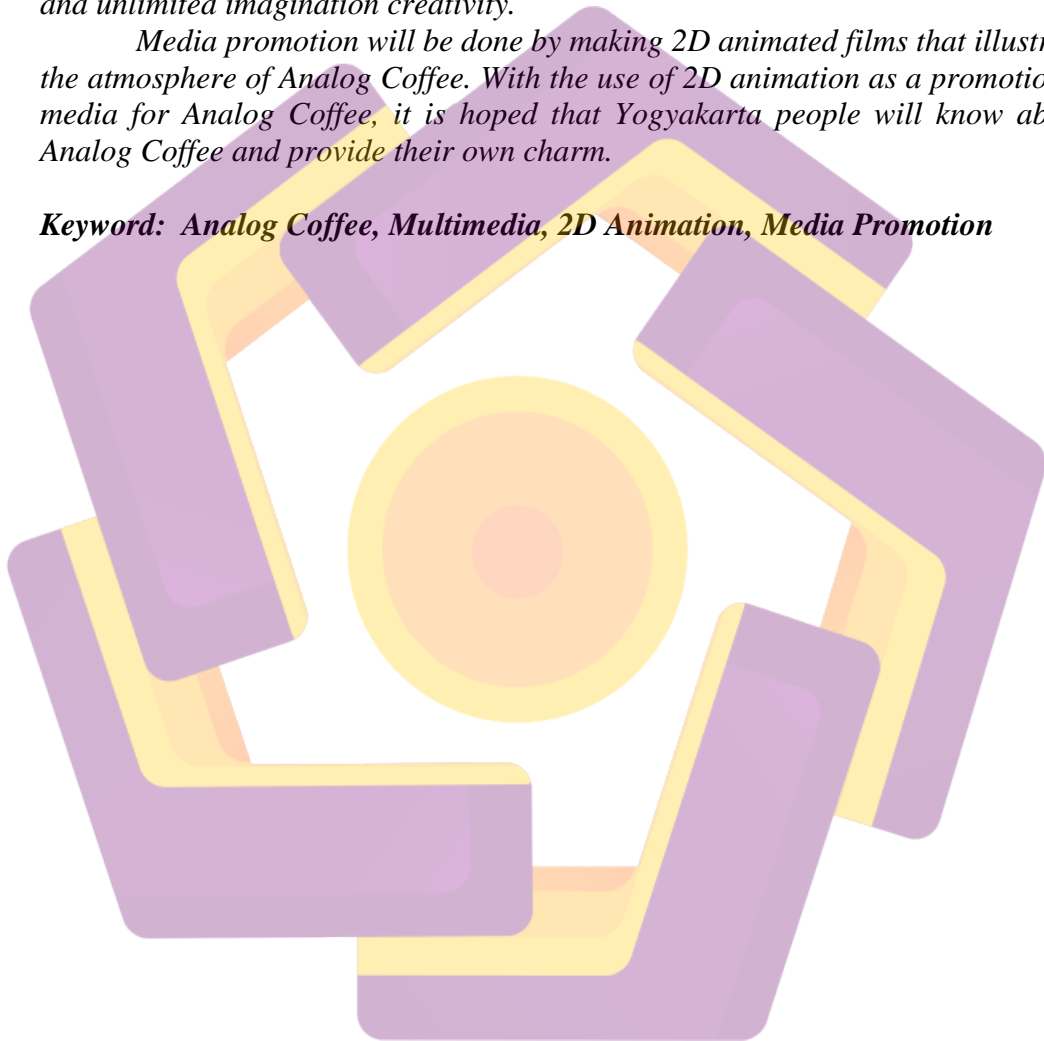 and unlimited imagination creativity.
Media promotion will be done by making 2D animated films that illustr
the atmosphere of Analog Coffee. With the use of 2D animation as a promotio
media for Analog Coffee, it is hoped that Yogyakarta people will know ab
Analog Coffee and provide their own charm.
Keyword: Analog Coffee, Multimedia, 2D Animation, Media Promotion